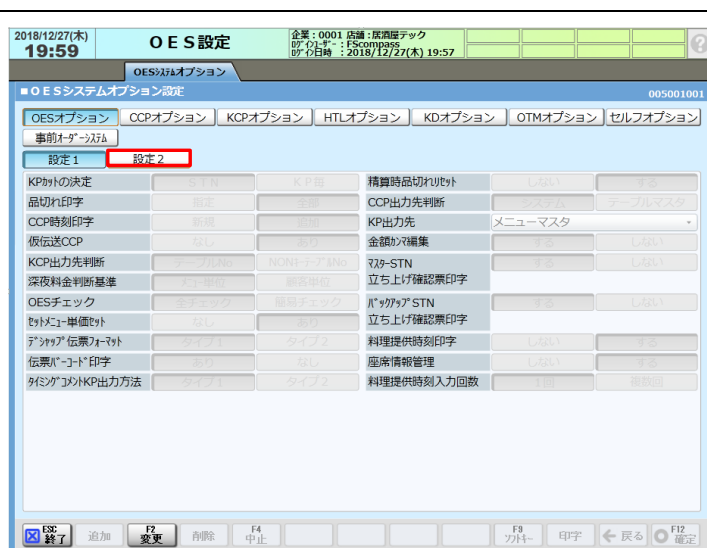 2018/12/27(木)
19:59
ＯＥＳ設定
企業：0001 店舗：居酒屋テック
ﾛｸﾞｲﾝﾕｰｻﾞｰ：FScompass
ﾛｸﾞｲﾝ日時 ：2018/12/27(木) 19:57
OESｼｽﾃﾑオプション
■ＯＥＳシステムオプション設定
005001001
OESオプション CCPオプション KCPオプション HTLオプション KDオプション OTMオプション セルフオプション
事前ｵｰﾀﾞｰｼｽﾃﾑ
設定１ 設定２
KPｶｯﾄの決定 ＳＴＮ ＫＰ毎 精算時品切れﾘｾｯﾄ しない する
品切れ印字 指定 全部 CCP出力先判断 システム テーブルマスタ
CCP時刻印字 新規 追加 KP出力先 メニューマスタ
仮伝送CCP なし あり 金額ｶﾝﾏ編集 する しない
KCP出力先判断 テーブルNo NONｷｰﾃｰﾌﾞﾙNo ﾏｽﾀｰSTN する しない
深夜料金判断基準 ﾒﾆｭｰ単位 顧客単位 立ち上げ確認票印字
OESチェック 全チェック 簡易チェック ﾊﾞｯｸｱｯﾌﾟSTN する しない
ｾｯﾄﾒﾆｭｰ単価ｾｯﾄ なし あり 立ち上げ確認票印字
ﾃﾞｼｬｯﾌﾟ伝票ﾌｫｰﾏｯﾄ タイプ１ タイプ２ 料理提供時刻印字 しない する
伝票ﾊﾞｰｺｰﾄﾞ印字 あり なし 座席情報管理 しない する
ﾀｲﾐﾝｸﾞｺﾒﾝﾄKP出力方法 タイプ１ タイプ２ 料理提供時刻入力回数 １回 複数回
ESC 終了 追加 F2 変更 削除 F4 中止 F9 ｿﾌﾄｷｰ 印字 戻る F12 確定